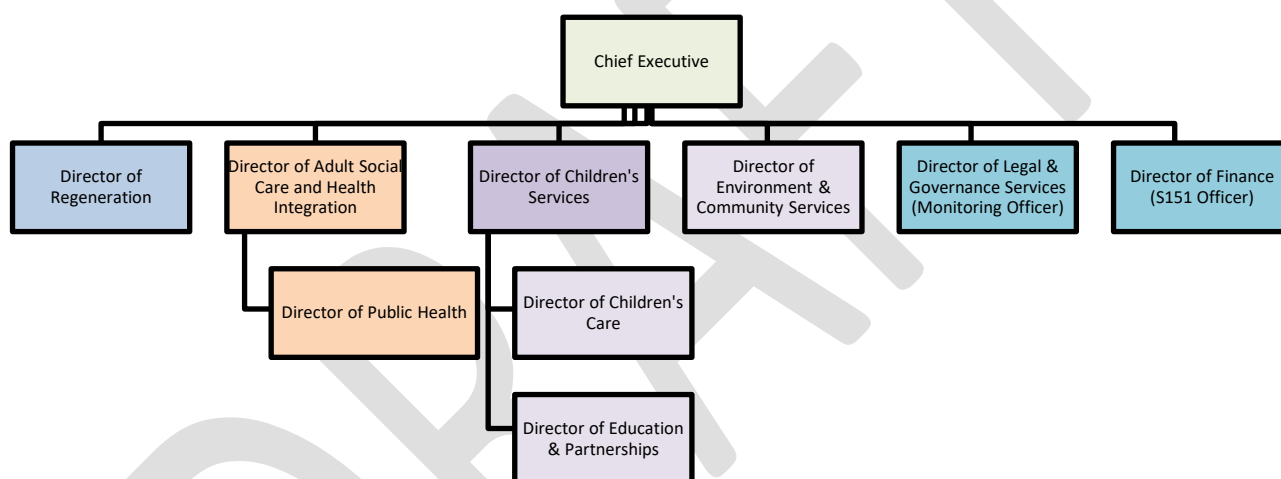 Chief Executive
Director of
Regeneration
Director of Adult Social
Care and Health
Integration
Director of Children's
Services
Director of
Environment &
Community Services
Director of Legal &
Governance Services
(Monitoring Officer)
Director of Finance
(S151 Officer)
Director of Public Health
Director of Children's
Care
Director of Education
& Partnerships
DRAFT